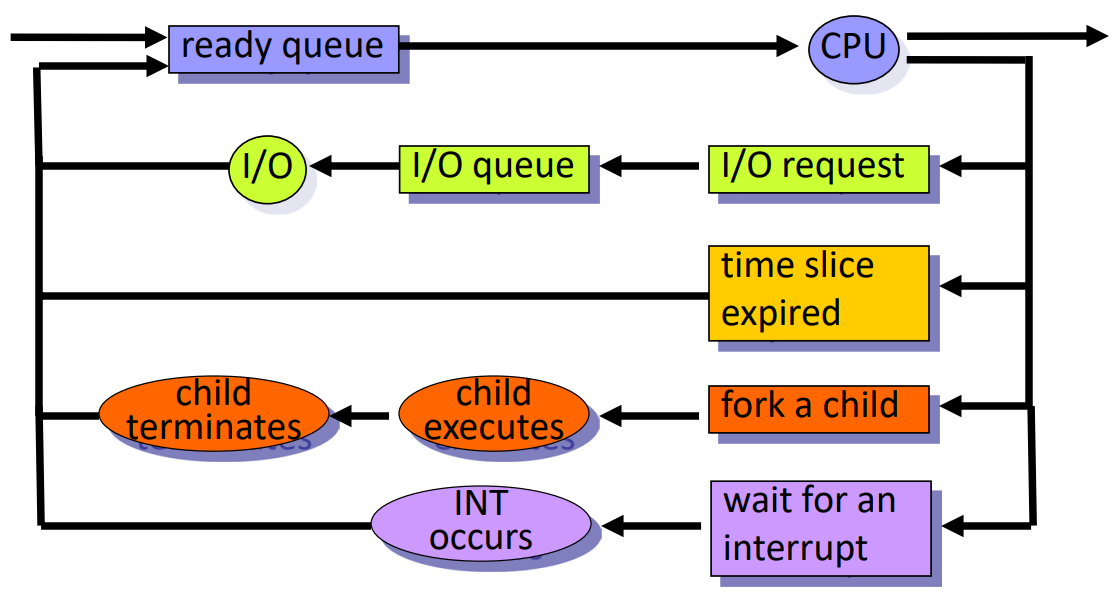 ready queue
CPU
I/O
I/O queue
I/O request
time slice
expired
child
terminates
child
executes
fork a child
INT
occurs
wait for an
interrupt